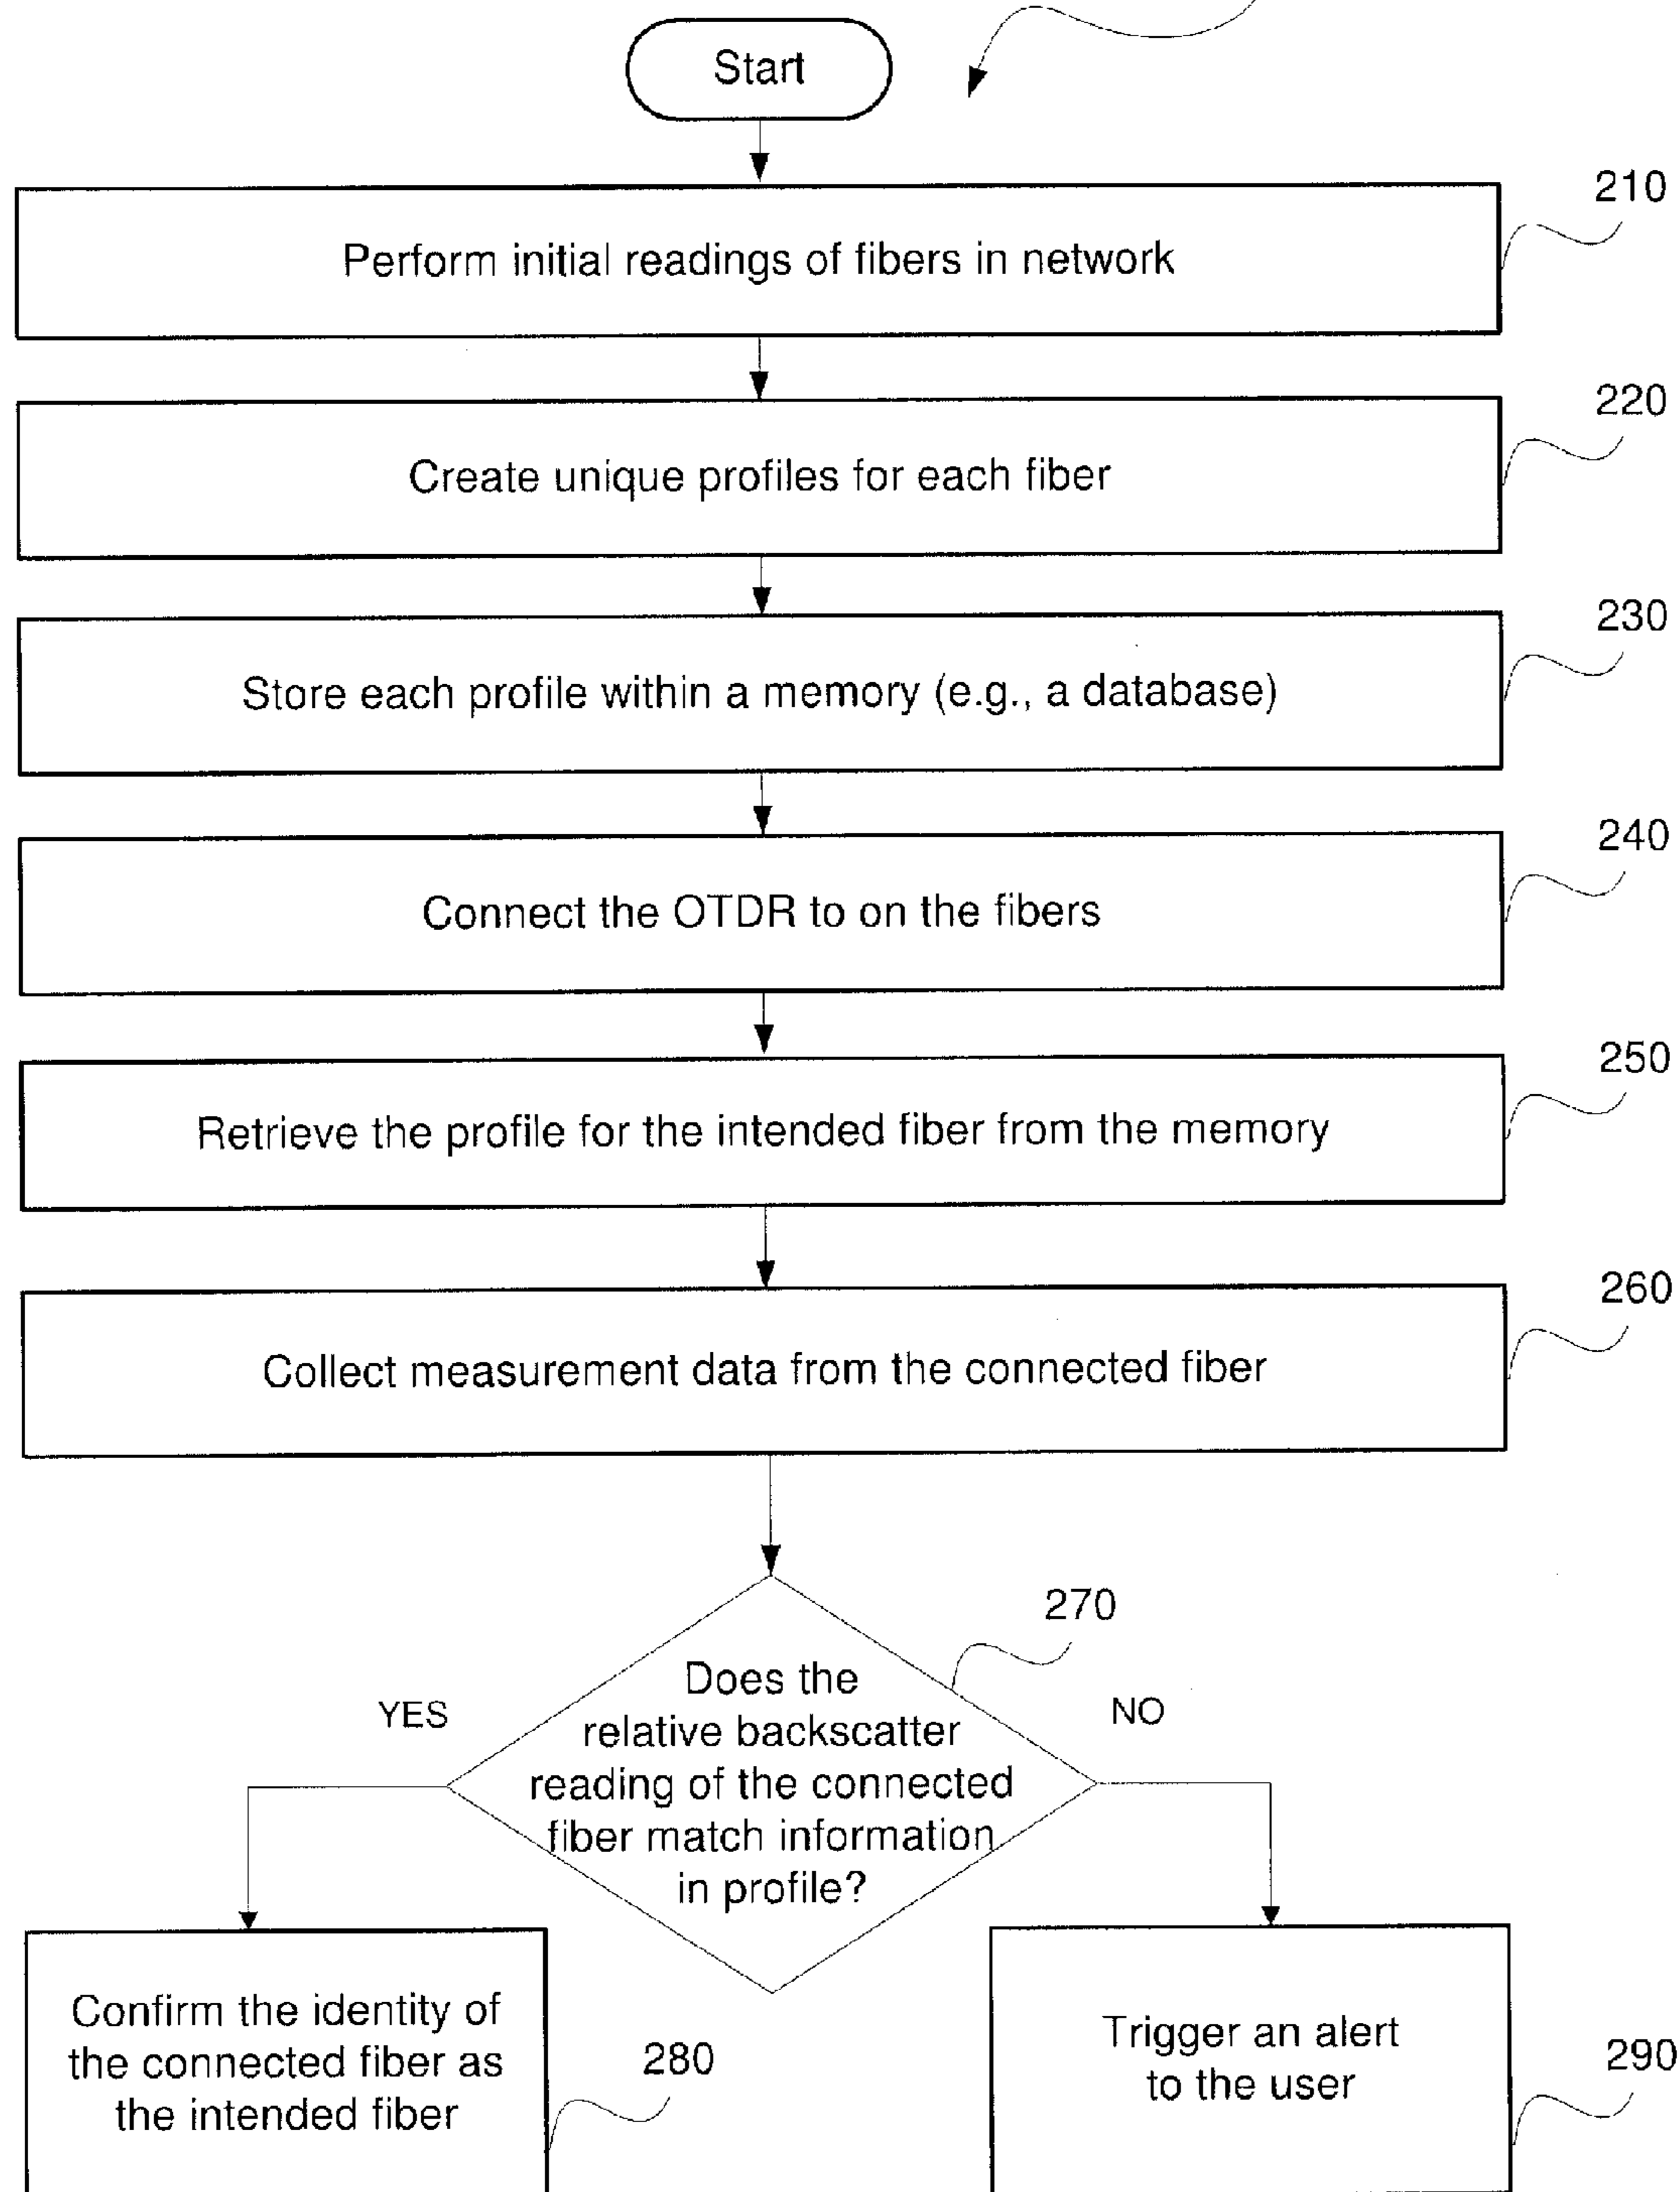 Start
210
Perform initial readings of fibers in network
220
Create unique profiles for each fiber
230
Store each profile within a memory (e.g., a database)
240
Connect the OTDR to on the fibers
250
Retrieve the profile for the intended fiber from the memory
260
Collect measurement data from the connected fiber
270
Does the
relative backscatter
reading of the connected
fiber match information
in profile?
YES
NO
Confirm the identity of
the connected fiber as
the intended fiber
280
Trigger an alert
to the user
290